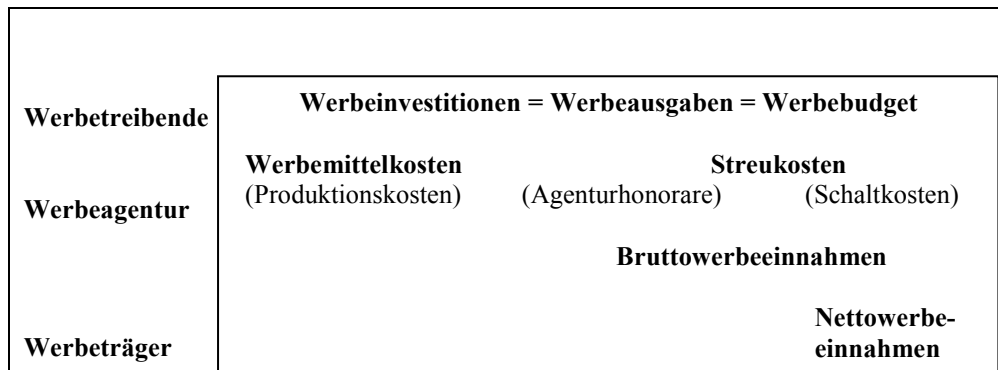 Werbetreibende
Werbeinvestitionen = Werbeausgaben = Werbebudget
Werbemittelkosten Streukosten
Werbeagentur
(Produktionskosten) (Agenturhonorare) (Schaltkosten)
Bruttowerbeeinnahmen
Werbeträger
Nettowerbe-
einnahmen